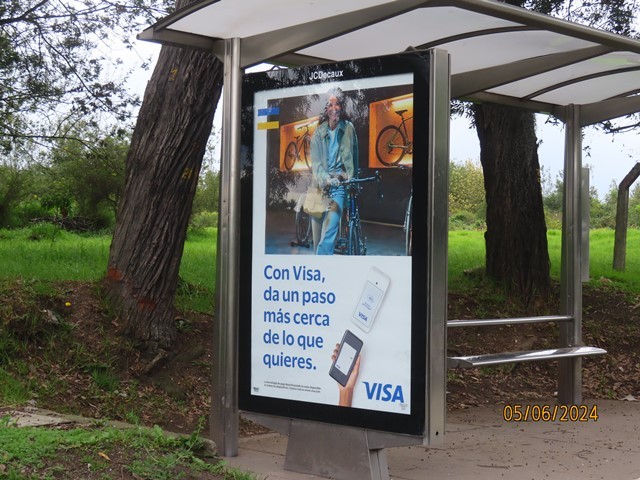 JCDecaux
Con Visa,
da un paso
más cerca
de lo que
quieres.
VISA
VISA
05/06/2024